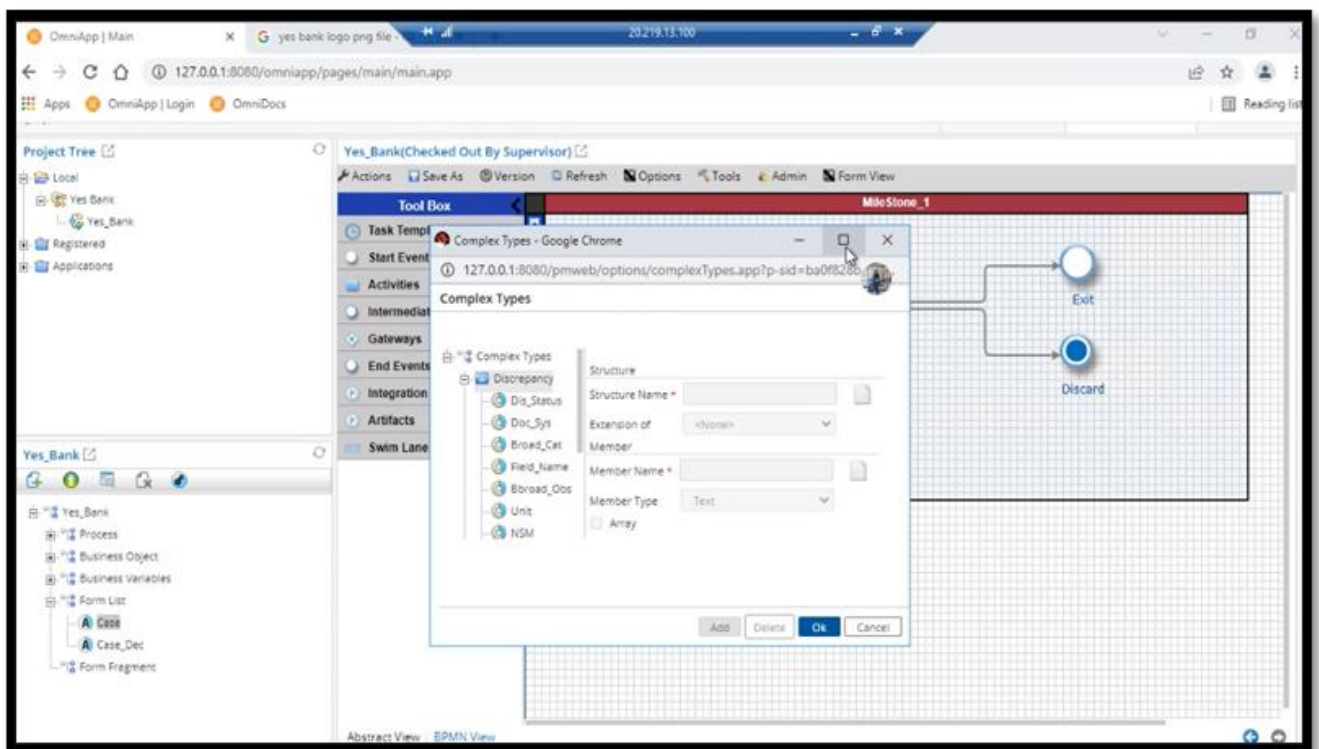 OmniApp | Main
yes bank logo png file -
20.219.13.100
127.0.0.1:8080/omniapp/pages/main/main.app
Apps OmniApp | Login OmniDocs Reading list
Project Tree
Local
Yes Bank
Yes_Bank
Registered
Applications
Yes_Bank(Checked Out By Supervisor)
Actions Save As Version Refresh Options Tools Admin Form View
Tool Box
MileStone_1
Task Templ
Start Event
Activities
Intermediat
Gateways
End Events
Integration
Artifacts
Swim Lane
Exit
Discard
Complex Types - Google Chrome
127.0.0.1:8080/pmweb/options/complexTypes.app?p-sid=ba0f828b
Complex Types
Complex Types
Discrepancy
Dis_Status
Doc_Sys
Broad_Cat
Field_Name
Bbroad_Obs
Unit
NSM
Structure
Structure Name *
Extension of <None>
Member
Member Name *
Member Type Text
Array
Add Delete Ok Cancel
Yes_Bank
Yes_Bank
Process
Business Object
Business Variables
Form List
Case
Case_Dec
Form Fragment
Abstract View BPMN View